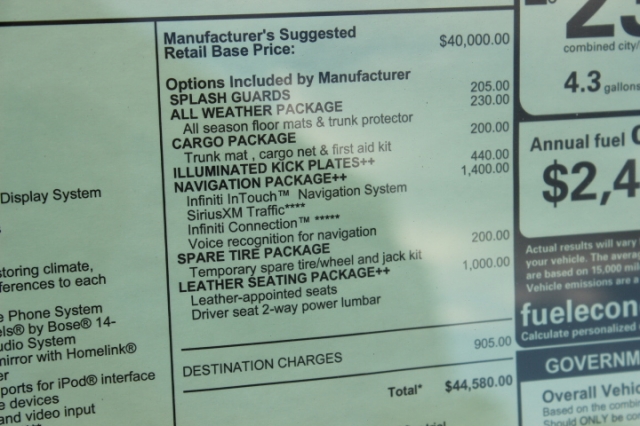 Manufacturer's Suggested
Retail Base Price: $40,000.00
Options Included by Manufacturer
SPLASH GUARDS 205.00
ALL WEATHER PACKAGE 230.00
All season floor mats & trunk protector
CARGO PACKAGE 200.00
Trunk mat , cargo net & first aid kit
ILLUMINATED KICK PLATES++ 440.00
NAVIGATION PACKAGE++ 1,400.00
Infiniti InTouch™ Navigation System
SiriusXM Traffic****
Infiniti Connection™ *****
Voice recognition for navigation
SPARE TIRE PACKAGE 200.00
Temporary spare tire/wheel and jack kit
LEATHER SEATING PACKAGE++ 1,000.00
Leather-appointed seats
Driver seat 2-way power lumbar
DESTINATION CHARGES 905.00
Total* $44,580.00
Display System
storing climate,
ferences to each
Phone System
els® by Bose® 14-
udio System
mirror with Homelink®
er
ports for iPod® interface
e devices
and video input
combined city/
4.3 gallons
Annual fuel
$2,4
Actual results will vary
your vehicle. The averag
are based on 15,000 mi
Vehicle emissions are a
fuelecon
Calculate personalized
GOVERNM
Overall Vehic
Based on the combin
Should ONLY be co